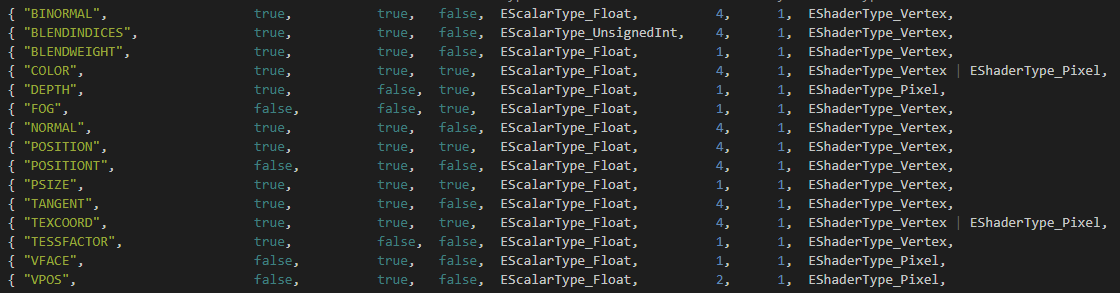 { "BINORMAL", true, true, false, EScalarType_Float, 4, 1, EShaderType_Vertex,
{ "BLENDINDICES", true, true, false, EScalarType_UnsignedInt, 4, 1, EShaderType_Vertex,
{ "BLENDWEIGHT", true, true, false, EScalarType_Float, 1, 1, EShaderType_Vertex,
{ "COLOR", true, true, true, EScalarType_Float, 4, 1, EShaderType_Vertex | EShaderType_Pixel,
{ "DEPTH", true, false, true, EScalarType_Float, 1, 1, EShaderType_Pixel,
{ "FOG", false, false, true, EScalarType_Float, 1, 1, EShaderType_Vertex,
{ "NORMAL", true, true, false, EScalarType_Float, 4, 1, EShaderType_Vertex,
{ "POSITION", true, true, true, EScalarType_Float, 4, 1, EShaderType_Vertex,
{ "POSITIONT", false, true, false, EScalarType_Float, 4, 1, EShaderType_Vertex,
{ "PSIZE", true, true, true, EScalarType_Float, 1, 1, EShaderType_Vertex,
{ "TANGENT", true, true, false, EScalarType_Float, 4, 1, EShaderType_Vertex,
{ "TEXCOORD", true, true, true, EScalarType_Float, 4, 1, EShaderType_Vertex | EShaderType_Pixel,
{ "TESSFACTOR", true, false, false, EScalarType_Float, 1, 1, EShaderType_Vertex,
{ "VFACE", false, true, false, EScalarType_Float, 1, 1, EShaderType_Pixel,
{ "VPOS", false, true, false, EScalarType_Float, 2, 1, EShaderType_Pixel,